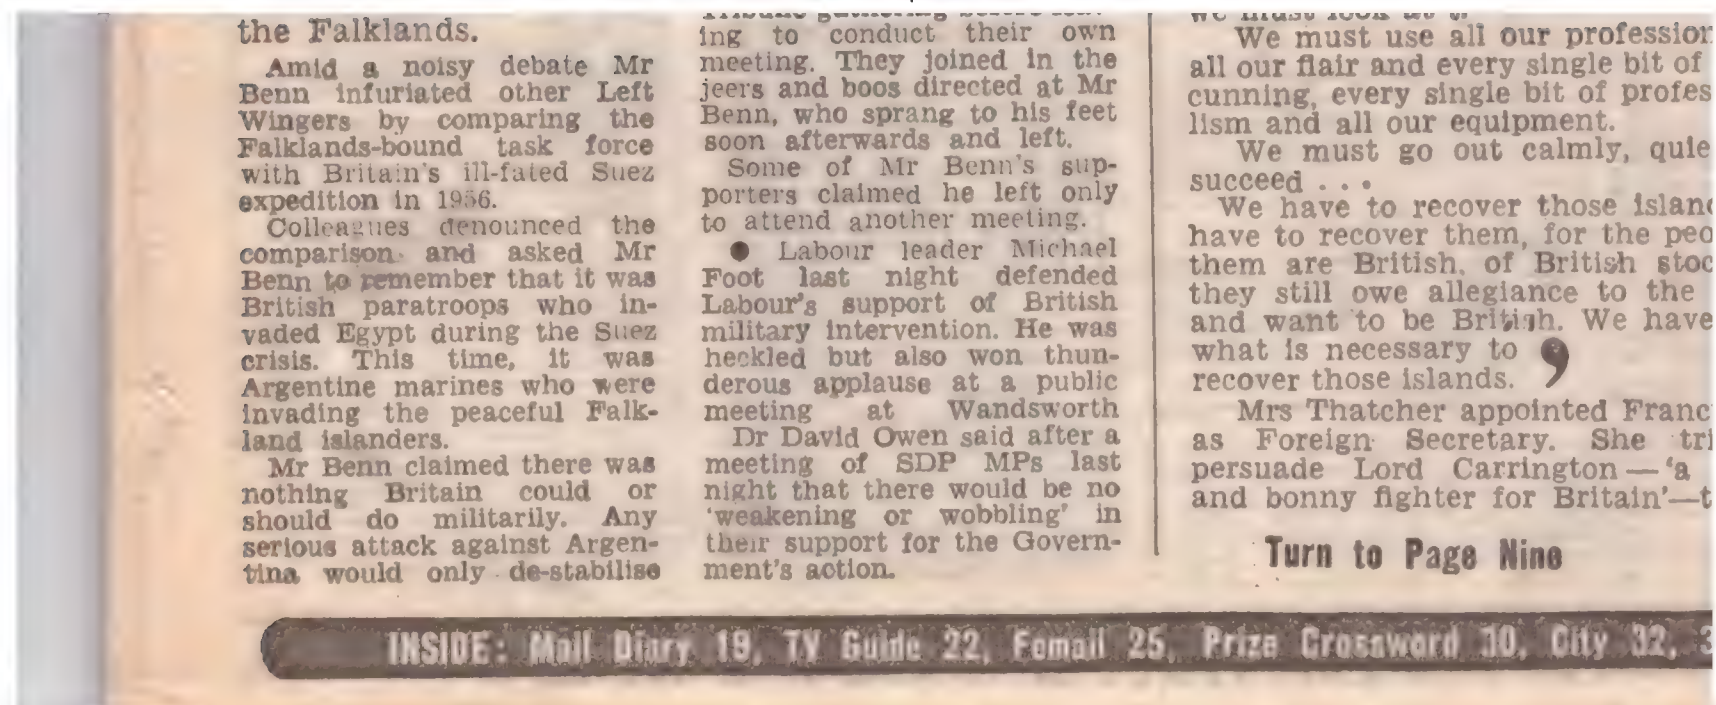 the Falklands.
Amid a noisy debate Mr
Benn infuriated other Left
Wingers by comparing the
Falklands-bound task force
with Britain's ill-fated Suez
expedition in 1956.
Colleagues denounced the
comparison and asked Mr
Benn to remember that it was
British paratroops who in-
vaded Egypt during the Suez
crisis. This time, it was
Argentine marines who were
invading the peaceful Falk-
land islanders.
Mr Benn claimed there was
nothing Britain could or
should do militarily. Any
serious attack against Argen-
tina would only de-stabilise
Tribune gathering
ing to conduct their own
meeting. They joined in the
jeers and boos directed at Mr
Benn, who sprang to his feet
soon afterwards and left.
Some of Mr Benn's sup-
porters claimed he left only
to attend another meeting.
● Labour leader Michael
Foot last night defended
Labour's support of British
military intervention. He was
heckled but also won thun-
derous applause at a public
meeting at Wandsworth
Dr David Owen said after a
meeting of SDP MPs last
night that there would be no
'weakening or wobbling' in
their support for the Govern-
ment's action.
we must look at
We must use all our profession
all our flair and every single bit of
cunning, every single bit of profes
lism and all our equipment.
We must go out calmly, quie
succeed . . .
We have to recover those islan
have to recover them, for the peo
them are British, of British stoc
they still owe allegiance to the
and want to be British. We have
what is necessary to
recover those islands. ’
Mrs Thatcher appointed Franc
as Foreign Secretary. She tri
persuade Lord Carrington — 'a
and bonny fighter for Britain'—t
Turn to Page Nine
INSIDE: Mail Diary 19, TV Guide 22, Femail 25, Prize Crossword 30, City 32, 3